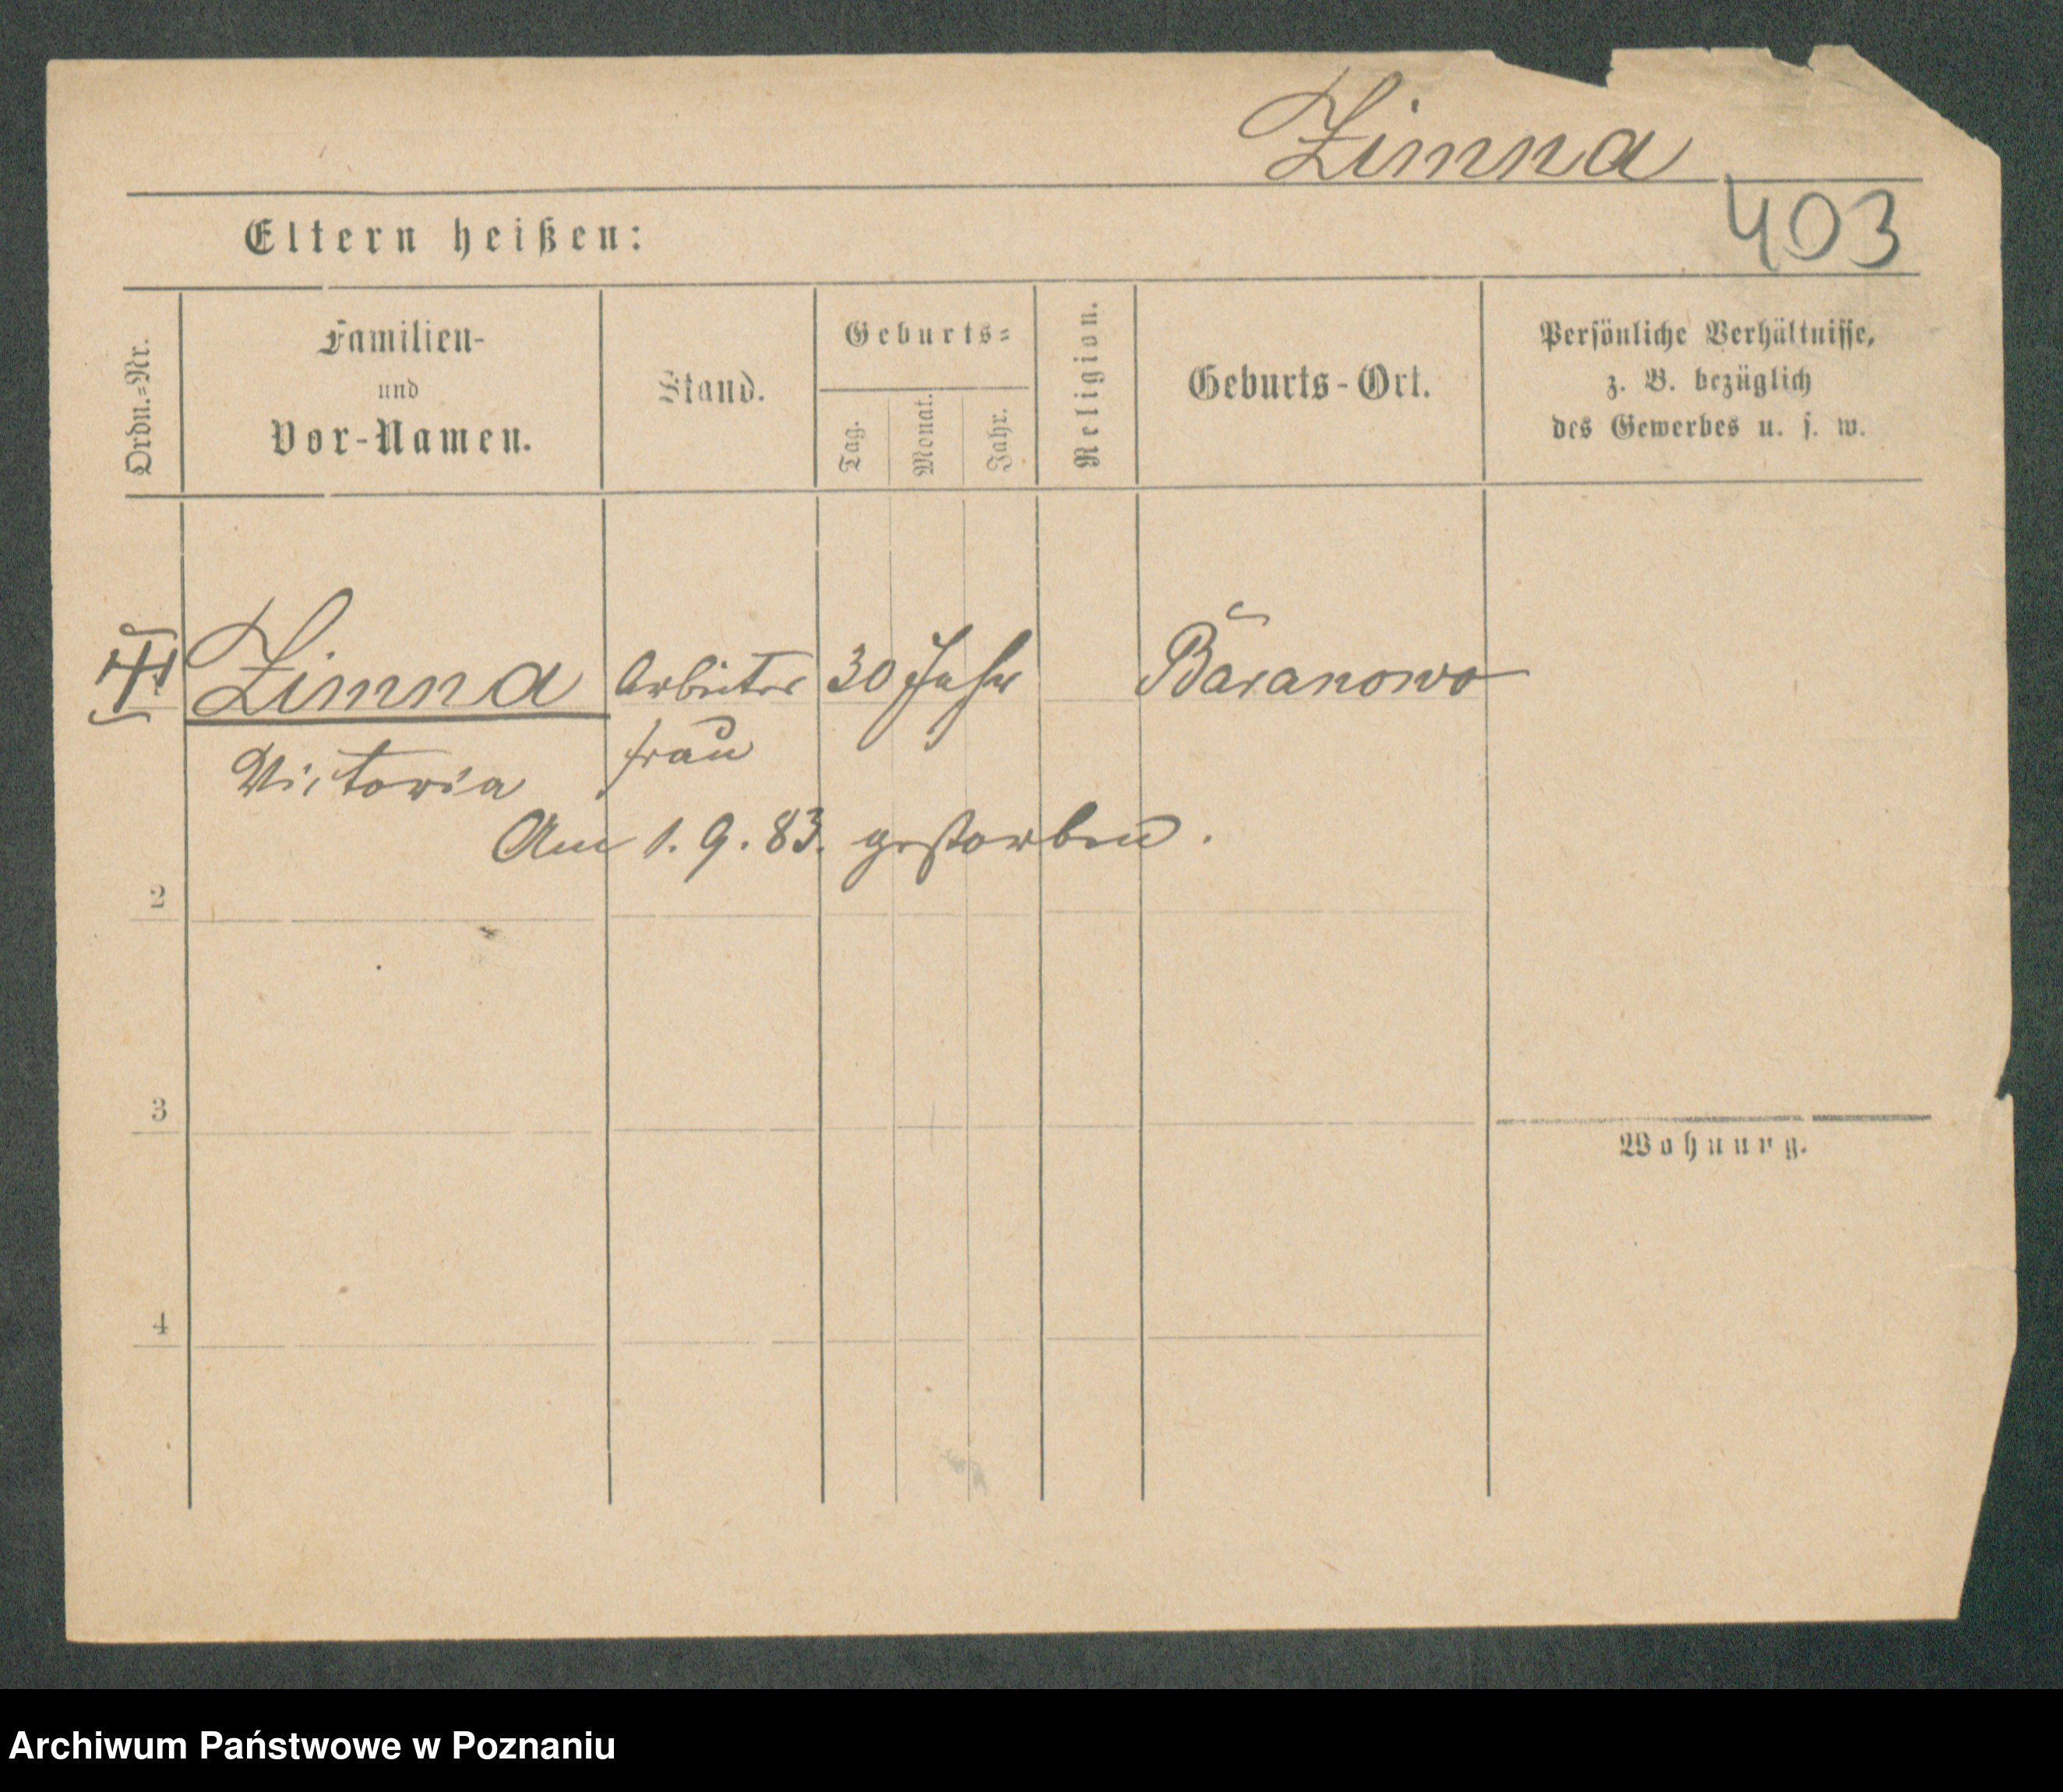 Zimna
403
Eltern heißen:
Ordn.=Nr.
Familien-
und
Vor-Namen.
Stand.
Geburts=
Tag.
Monat.
Jahr.
Religion.
Geburts-Ort.
Persönliche Verhältnisse,
z. B. bezüglich
des Gewerbes u. s. w.
Zimna Arbeiter 30 Jahr Baranowo
Victoria frau
Am 1. 9. 83. gestorben.
2
3
Wohnung.
4
Archiwum Państwowe w Poznaniu